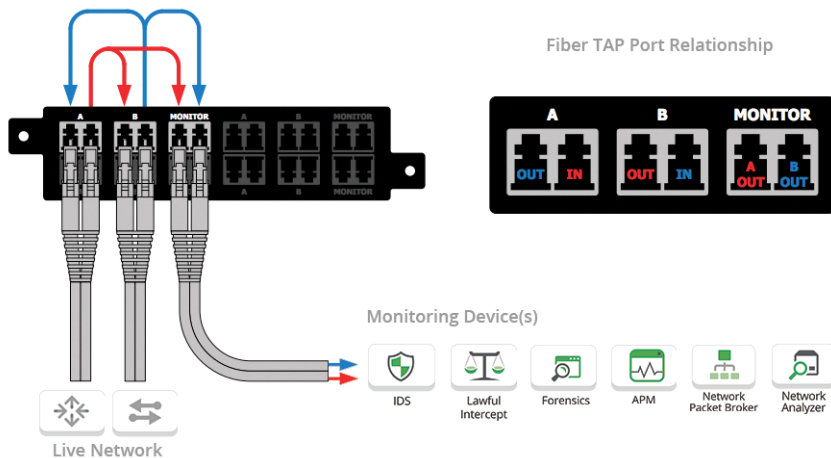 Fiber TAP Port Relationship
A B MONITOR A B MONITOR
A B MONITOR
A B MONITOR
OUT IN OUT IN A OUT B OUT
Monitoring Device(s)
IDS
Lawful Intercept
Forensics
APM
Network Packet Broker
Network Analyzer
Live Network